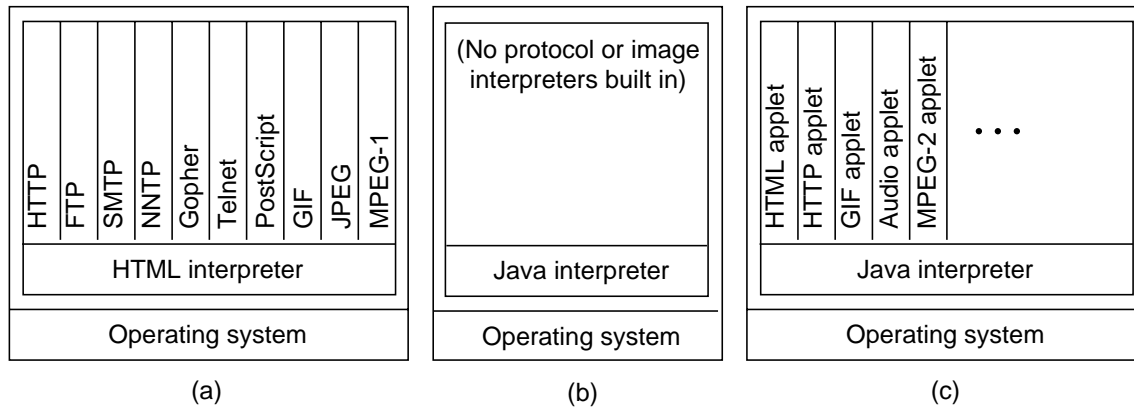 HTTP
FTP
SMTP
NNTP
Gopher
Telnet
PostScript
GIF
JPEG
MPEG-1
HTML interpreter
Operating system
(a)
(No protocol or image
interpreters built in)
Java interpreter
Operating system
(b)
HTML applet
HTTP applet
GIF applet
Audio applet
MPEG-2 applet
• • •
Java interpreter
Operating system
(c)